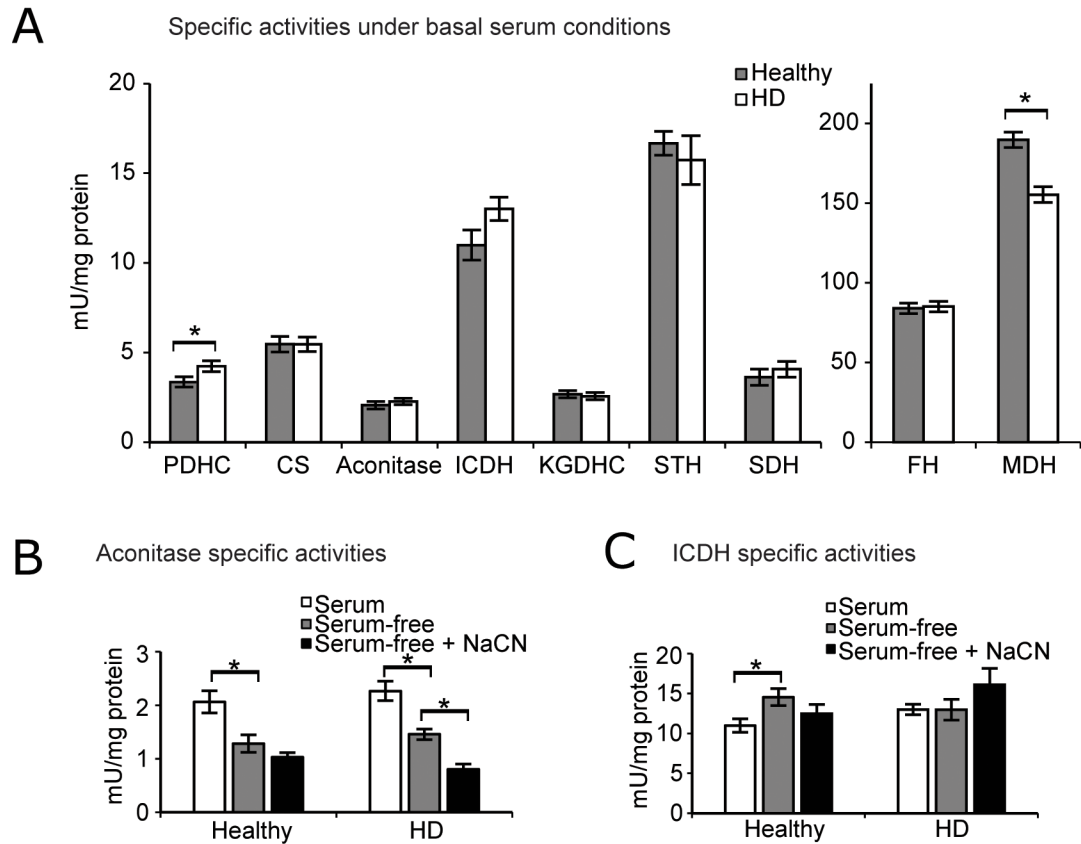 A
Specific activities under basal serum conditions
Healthy
HD
mU/mg protein
20
15
10
5
0
*
PDHC
CS
Aconitase
ICDH
KGDHC
STH
SDH
200
150
100
50
0
*
FH
MDH
B
Aconitase specific activities
Serum
Serum-free
Serum-free + NaCN
mU/mg protein
3
2
1
0
*
*
*
Healthy
HD
C
ICDH specific activities
Serum
Serum-free
Serum-free + NaCN
mU/mg protein
20
15
10
5
0
*
Healthy
HD